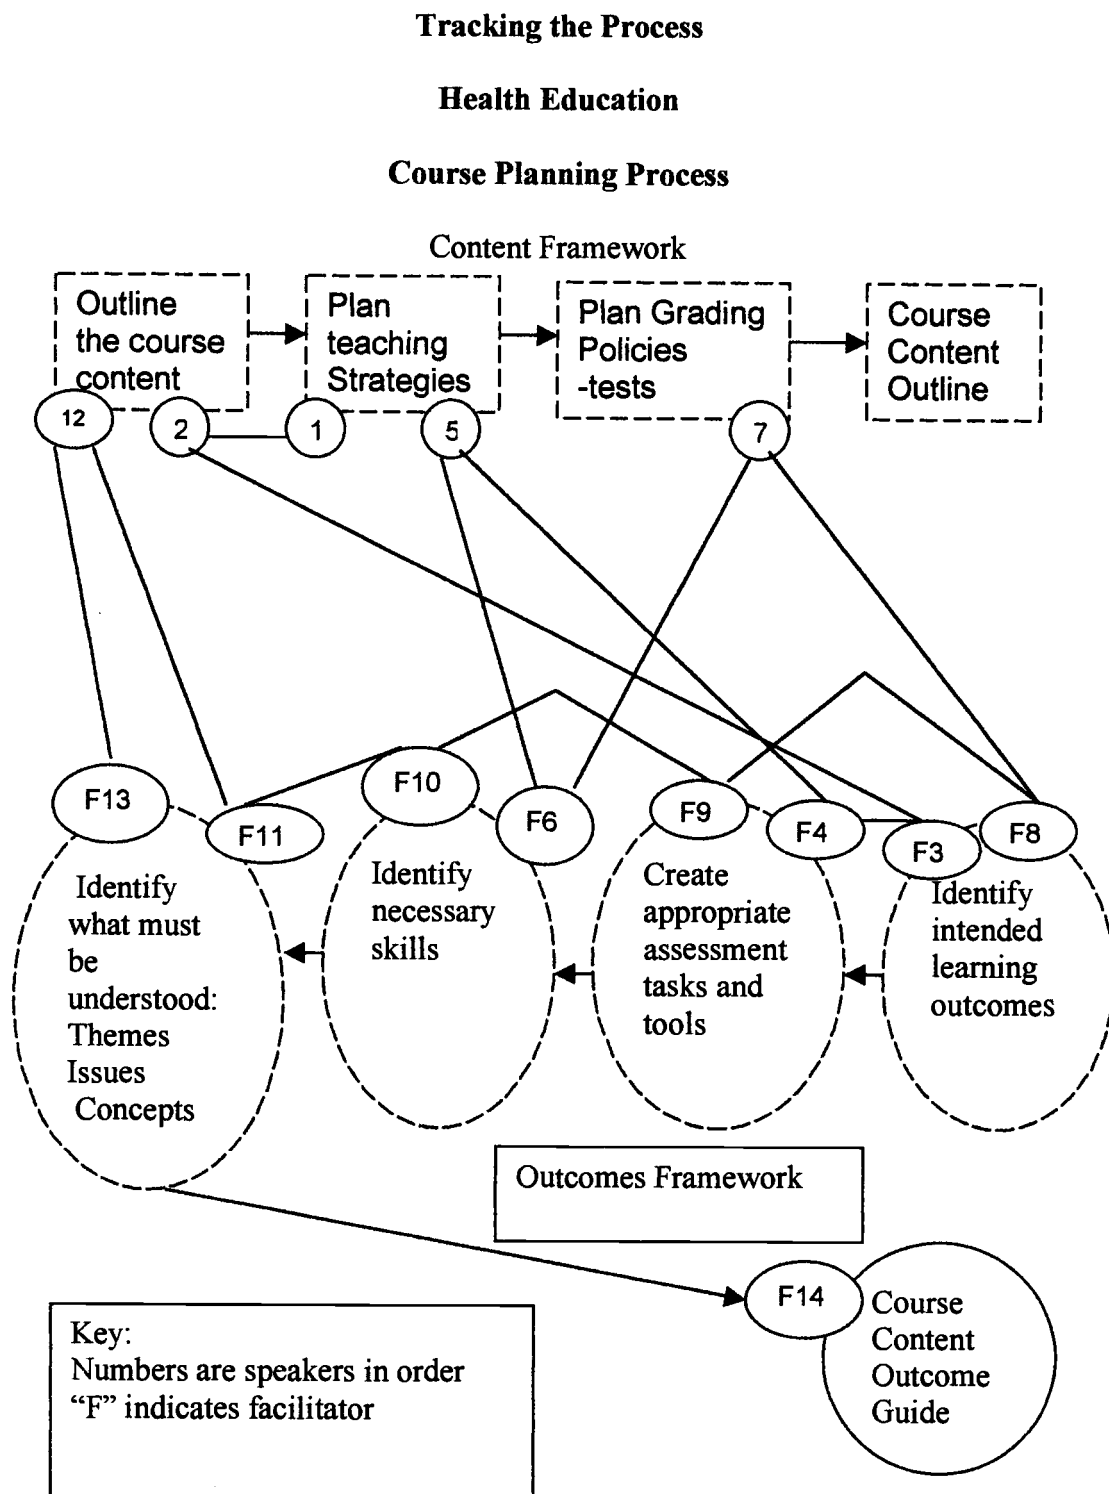 Tracking the Process
Health Education
Course Planning Process
Content Framework
Outline
the course
content
Plan
teaching
Strategies
Plan Grading
Policies
-tests
Course
Content
Outline
12
2
1
5
7
F13
F11
F10
F6
F9
F4
F3
F8
Identify
what must
be
understood:
Themes
Issues
Concepts
Identify
necessary
skills
Create
appropriate
assessment
tasks and
tools
Identify
intended
learning
outcomes
Outcomes Framework
F14
Course
Content
Outcome
Guide
Key:
Numbers are speakers in order
“F” indicates facilitator